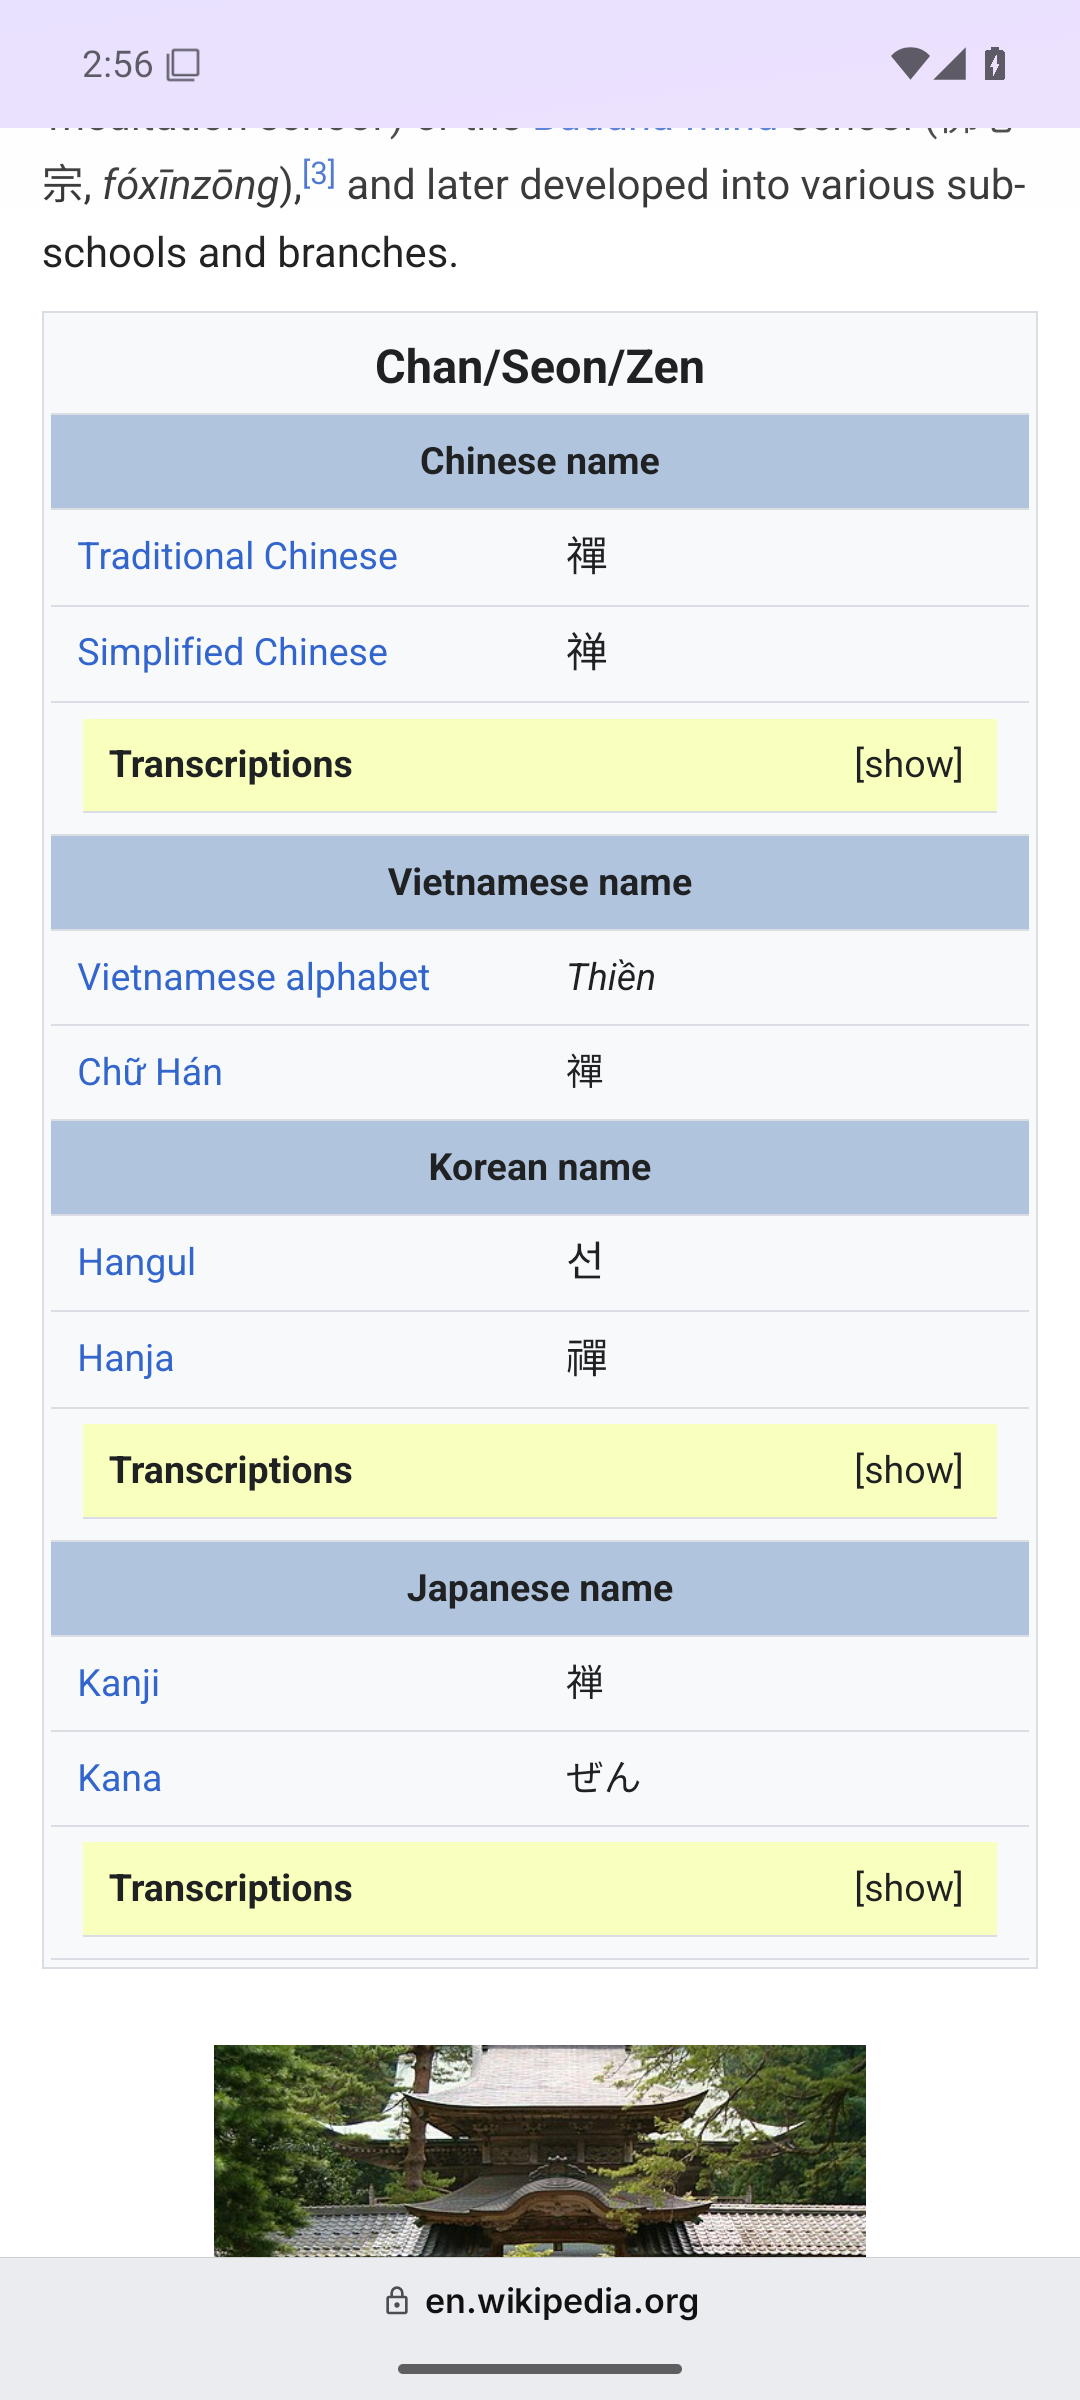 2:56
宗, fóxīnzōng),[3] and later developed into various sub-
schools and branches.
Chan/Seon/Zen
Chinese name
Traditional Chinese 禪
Simplified Chinese 禅
Transcriptions [show]
Vietnamese name
Vietnamese alphabet Thiền
Chữ Hán 禪
Korean name
Hangul 선
Hanja 禪
Transcriptions [show]
Japanese name
Kanji 禅
Kana ぜん
Transcriptions [show]
en.wikipedia.org